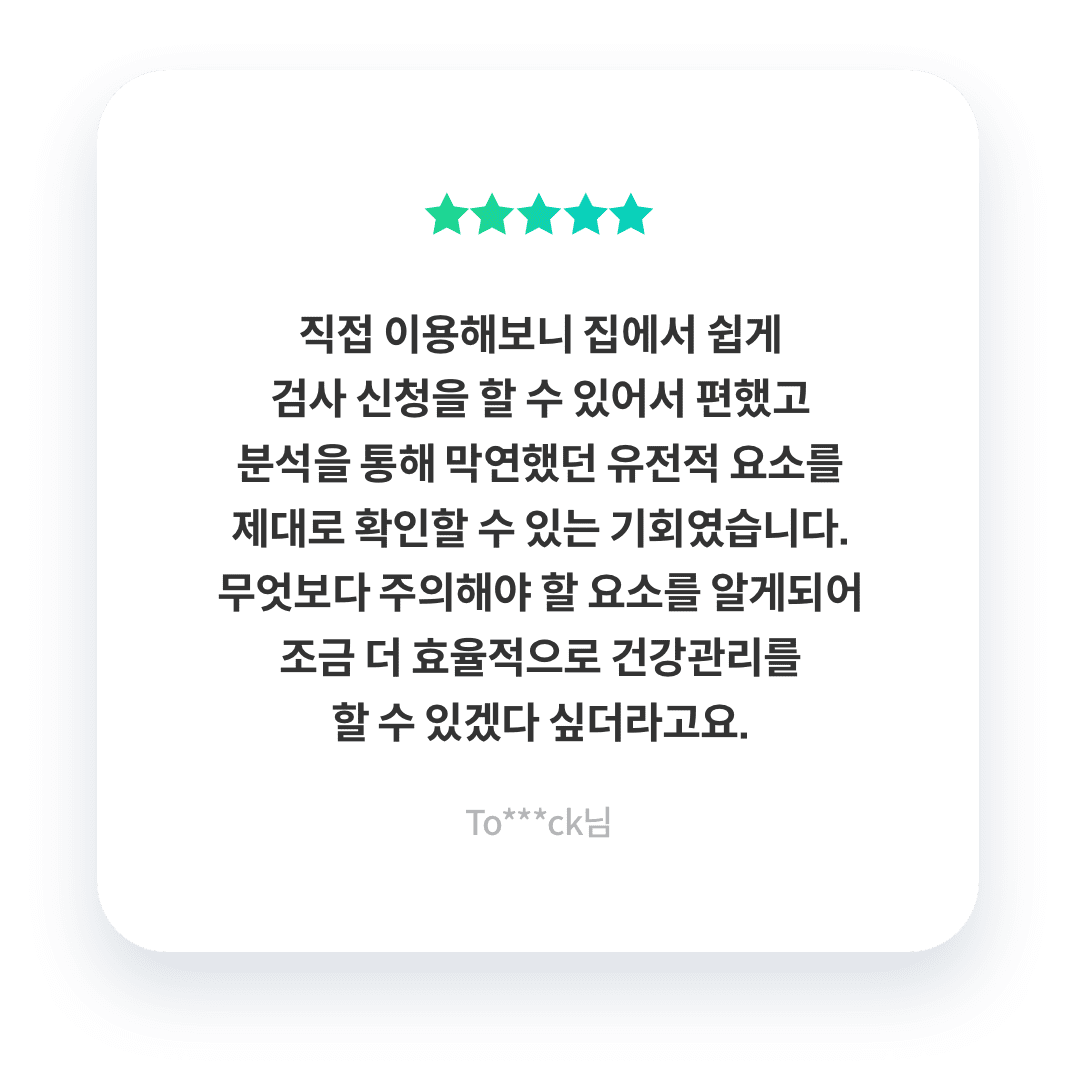 직접 이용해보니 집에서 쉽게
검사 신청을 할 수 있어서 편했고
분석을 통해 막연했던 유전적 요소를
제대로 확인할 수 있는 기회였습니다.
무엇보다 주의해야 할 요소를 알게되어
조금 더 효율적으로 건강관리를
할 수 있겠다 싶더라고요.
To***ck님